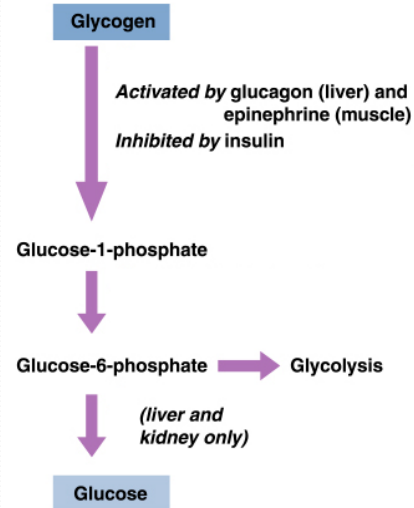 Glycogen
Activated by glucagon (liver) and
epinephrine (muscle)
Inhibited by insulin
Glucose-1-phosphate
Glucose-6-phosphate
Glycolysis
(liver and
kidney only)
Glucose